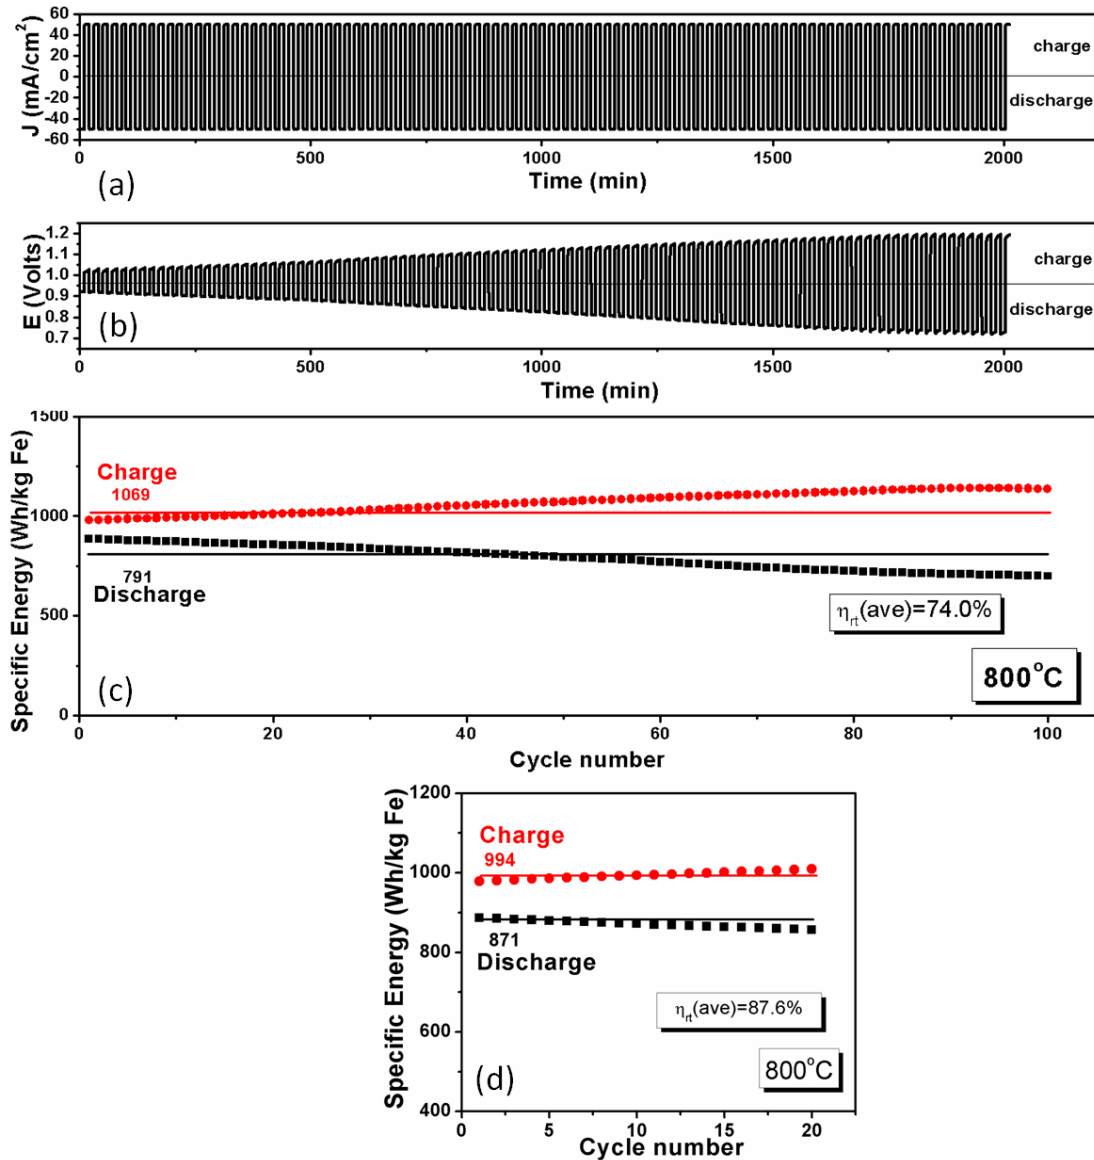 60
40
20
0
-20
-40
-60
J (mA/cm²)
charge
discharge
0 500 1000 1500 2000
Time (min)
(a)
1.2
1.1
1.0
0.9
0.8
0.7
E (Volts)
charge
discharge
0 500 1000 1500 2000
Time (min)
(b)
1500
1000
500
0
Specific Energy (Wh/kg Fe)
Charge
1069
791
Discharge
ηrt(ave)=74.0%
800°C
(c)
0 20 40 60 80 100
Cycle number
1200
1000
800
600
400
Specific Energy (Wh/kg Fe)
Charge
994
871
Discharge
ηrt(ave)=87.6%
800°C
(d)
0 5 10 15 20
Cycle number